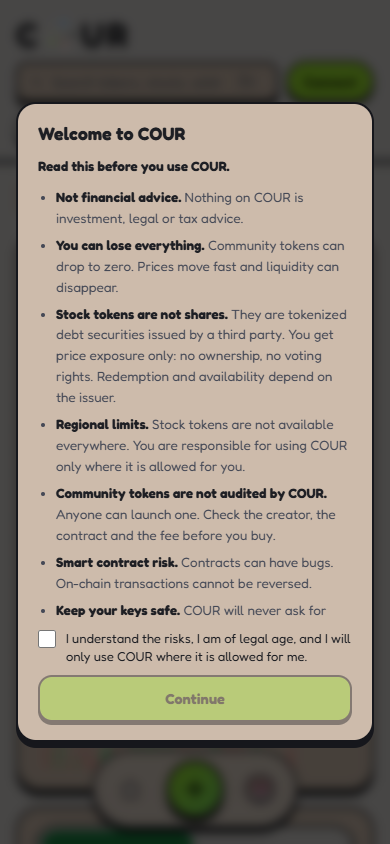 C UR
Welcome to COUR
Read this before you use COUR.
• Not financial advice. Nothing on COUR is
investment, legal or tax advice.
• You can lose everything. Community tokens can
drop to zero. Prices move fast and liquidity can
disappear.
• Stock tokens are not shares. They are tokenized
debt securities issued by a third party. You get
price exposure only: no ownership, no voting
rights. Redemption and availability depend on
the issuer.
• Regional limits. Stock tokens are not available
everywhere. You are responsible for using COUR
only where it is allowed for you.
• Community tokens are not audited by COUR.
Anyone can launch one. Check the creator, the
contract and the fee before you buy.
• Smart contract risk. Contracts can have bugs.
On-chain transactions cannot be reversed.
• Keep your keys safe. COUR will never ask for
I understand the risks, I am of legal age, and I will
only use COUR where it is allowed for me.
Continue